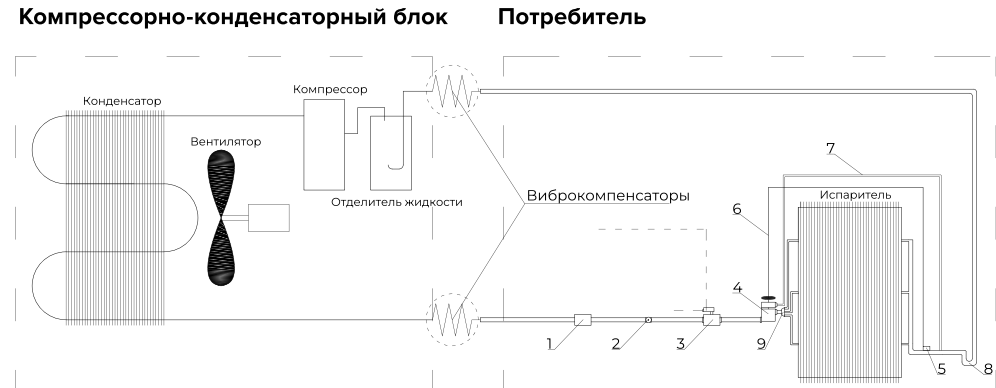 Компрессорно-конденсаторный блок
Потребитель
Компрессор
Конденсатор
Вентилятор
7
Виброкомпенсаторы
Испаритель
Отделитель жидкости
6
4
1
2
3
9
5
8